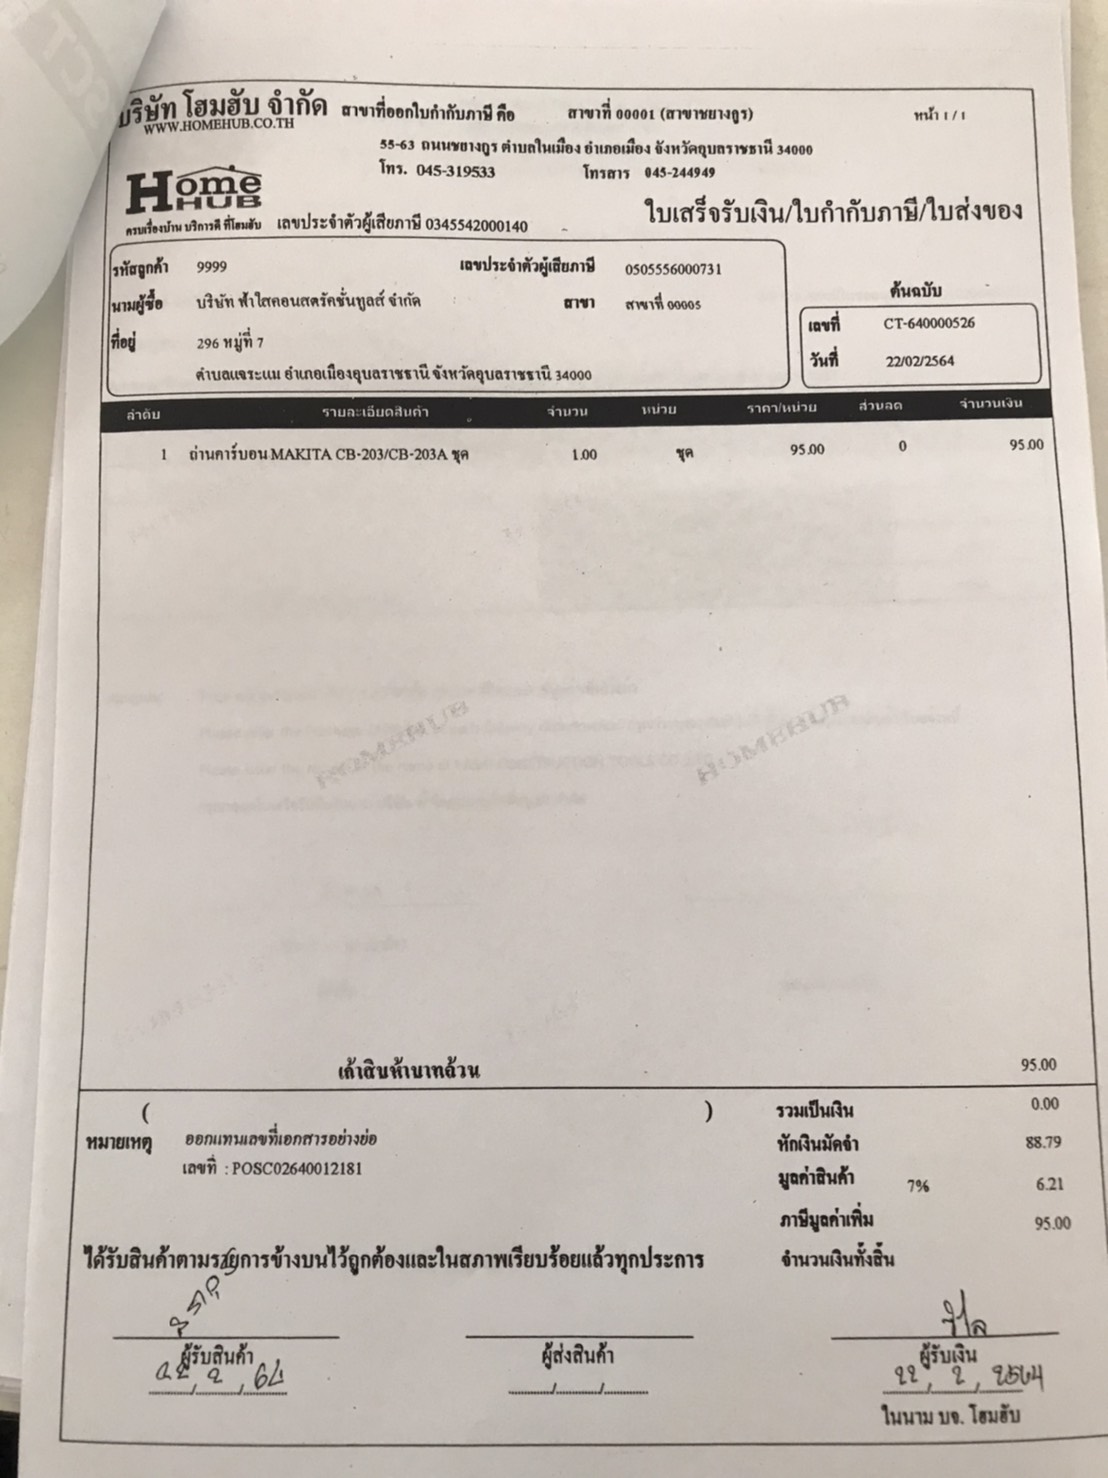 บริษัท โฮมฮับ จำกัด สาขาที่ออกใบกำกับภาษี คือ สาขาที่ 00001 (สาขาชยางกูร) หน้า 1 / 1
WWW.HOMEHUB.CO.TH
55-63 ถนนชยางกูร ตำบลในเมือง อำเภอเมือง จังหวัดอุบลราชธานี 34000
โทร. 045-319533 โทรสาร 045-244949
Home HUB
ใบเสร็จรับเงิน/ใบกำกับภาษี/ใบส่งของ
ครบเรื่องบ้าน บริการดี ที่โฮมฮับ เลขประจำตัวผู้เสียภาษี 0345542000140
รหัสลูกค้า 9999 เลขประจำตัวผู้เสียภาษี 0505556000731
ต้นฉบับ
นามผู้ซื้อ บริษัท ฟ้าใสคอนสตรัคชั่นทูลส์ จำกัด สาขา สาขาที่ 00005
เลขที่ CT-640000526
ที่อยู่ 296 หมู่ที่ 7
วันที่ 22/02/2564
ตำบลแจระแม อำเภอเมืองอุบลราชธานี จังหวัดอุบลราชธานี 34000
ลำดับ รายละเอียดสินค้า จำนวน หน่วย ราคา/หน่วย ส่วนลด จำนวนเงิน
1 ถ่านคาร์บอน MAKITA CB-203/CB-203A ชุด 1.00 ชุด 95.00 0 95.00
HOMEHUB HOMEHUB
เก้าสิบห้าบาทถ้วน 95.00
( ) รวมเป็นเงิน 0.00
หมายเหตุ ออกแทนเลขที่เอกสารอย่างย่อ หักเงินมัดจำ 88.79
เลขที่ : POSC02640012181 มูลค่าสินค้า 7% 6.21
ภาษีมูลค่าเพิ่ม 95.00
ได้รับสินค้าตามรายการข้างบนไว้ถูกต้องและในสภาพเรียบร้อยแล้วทุกประการ จำนวนเงินทั้งสิ้น
ผู้รับสินค้า ผู้ส่งสินค้า ผู้รับเงิน
22/2/64 22/2/2564
ในนาม บจ. โฮมฮับ